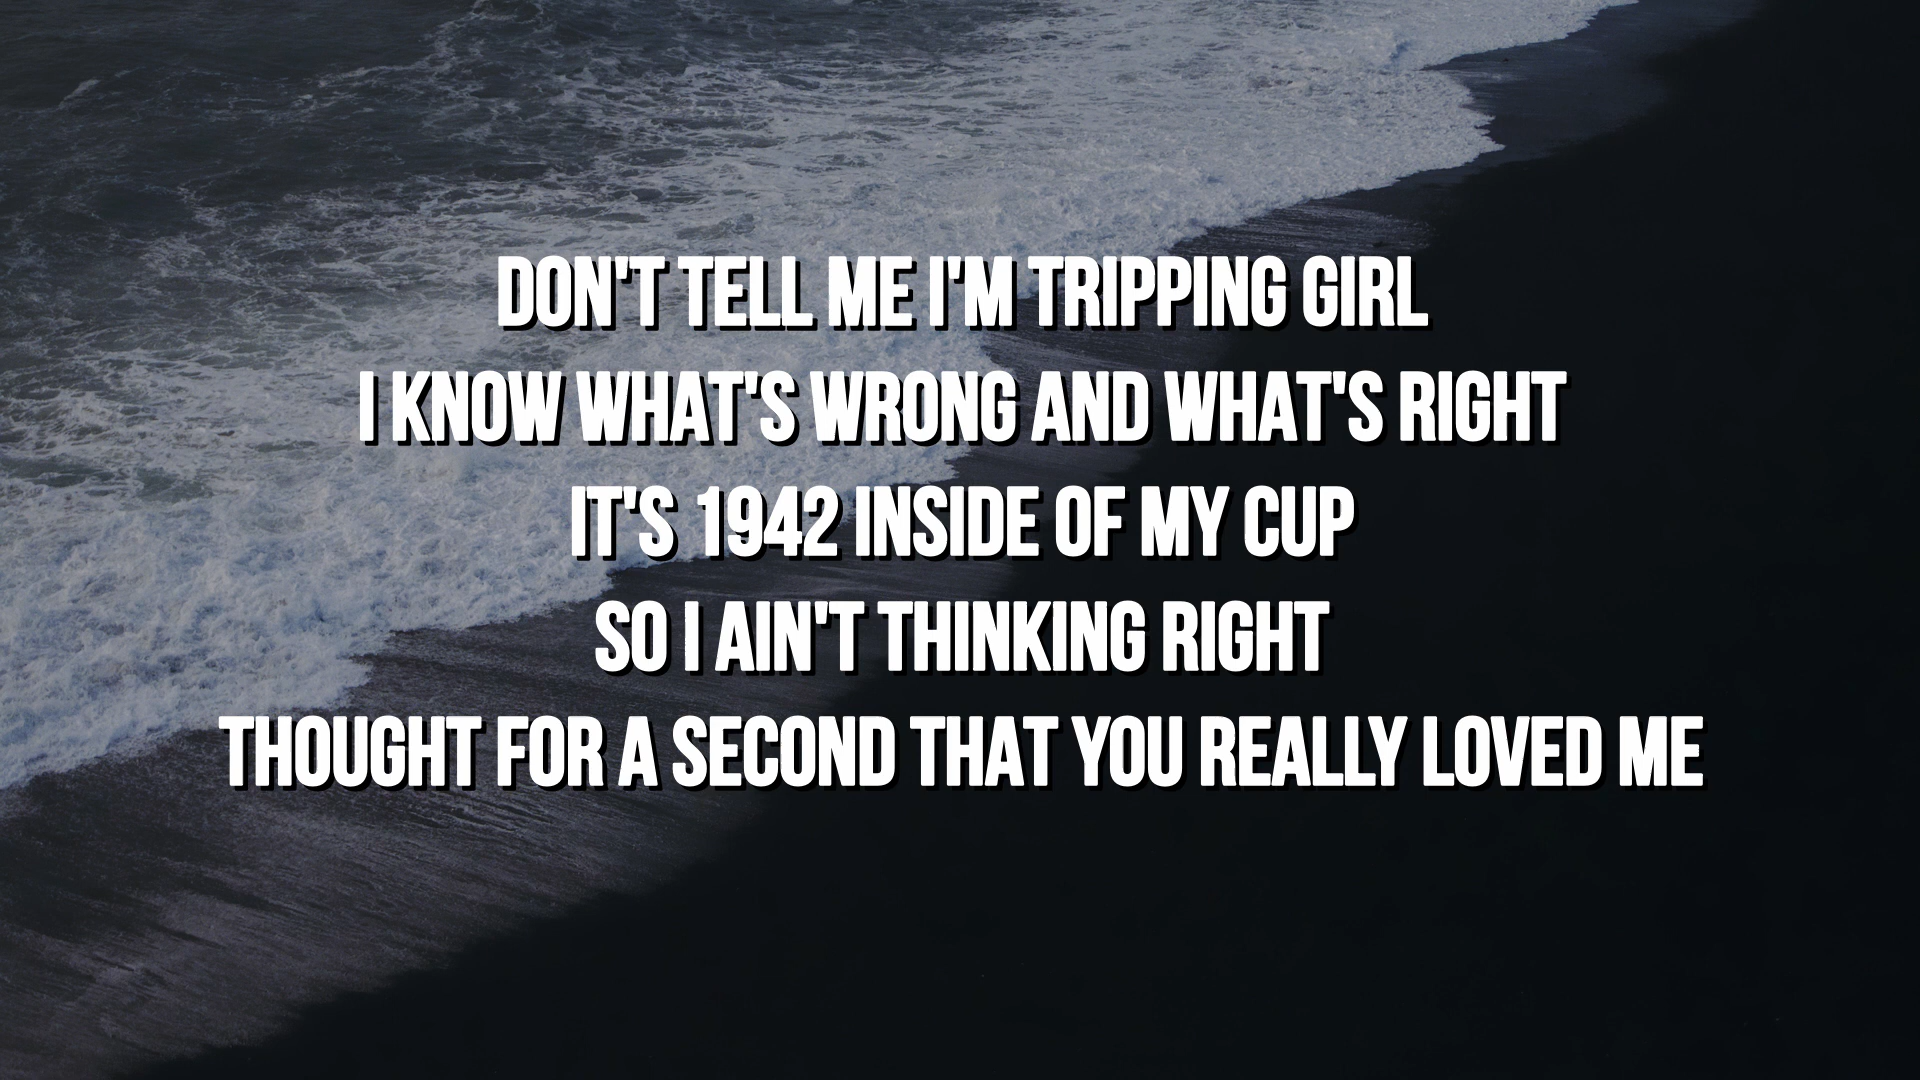 DON'T TELL ME I'M TRIPPING GIRL
I KNOW WHAT'S WRONG AND WHAT'S RIGHT
IT'S 1942 INSIDE OF MY CUP
SO I AIN'T THINKING RIGHT
THOUGHT FOR A SECOND THAT YOU REALLY LOVED ME